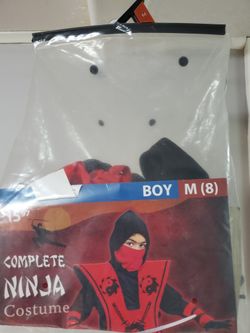 BOY M (8)
COMPLETE
NINJA
Costume